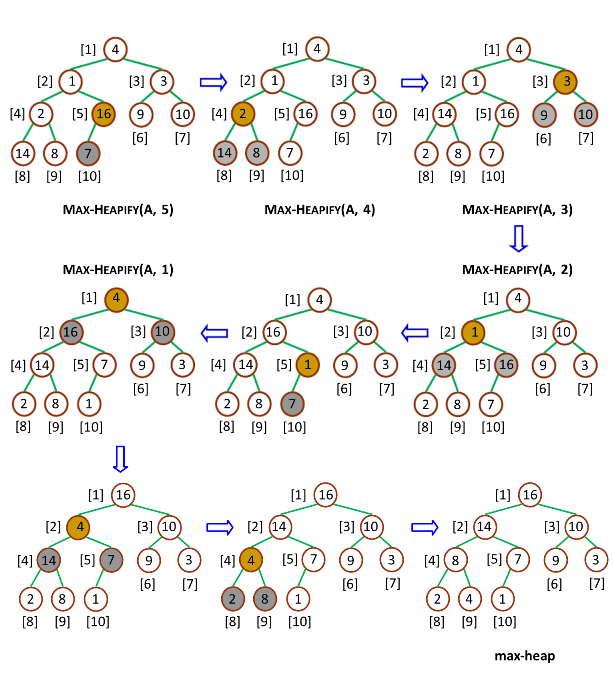 [1] 4 [1] 4 [1] 4
[2] 1 [3] 3 [2] 1 [3] 3 [2] 1 [3] 3
[4] 2 [5] 16 9 10 [4] 2 [5] 16 9 10 [4] 14 [5] 16 9 10
[6] [7] [6] [7] [6] [7]
14 8 7 14 8 7 2 8 7
[8] [9] [10] [8] [9] [10] [8] [9] [10]
MAX-HEAPIFY(A, 5) MAX-HEAPIFY(A, 4) MAX-HEAPIFY(A, 3)
MAX-HEAPIFY(A, 1) MAX-HEAPIFY(A, 2)
[1] 4 [1] 4 [1] 4
[2] 16 [3] 10 [2] 16 [3] 10 [2] 1 [3] 10
[4] 14 [5] 7 9 3 [4] 14 [5] 1 9 3 [4] 14 [5] 16 9 3
[6] [7] [6] [7] [6] [7]
2 8 1 2 8 7 2 8 7
[8] [9] [10] [8] [9] [10] [8] [9] [10]
[1] 16 [1] 16 [1] 16
[2] 4 [3] 10 [2] 14 [3] 10 [2] 14 [3] 10
[4] 14 [5] 7 9 3 [4] 4 [5] 7 9 3 [4] 8 [5] 7 9 3
[6] [7] [6] [7] [6] [7]
2 8 1 2 8 1 2 4 1
[8] [9] [10] [8] [9] [10] [8] [9] [10]
max-heap